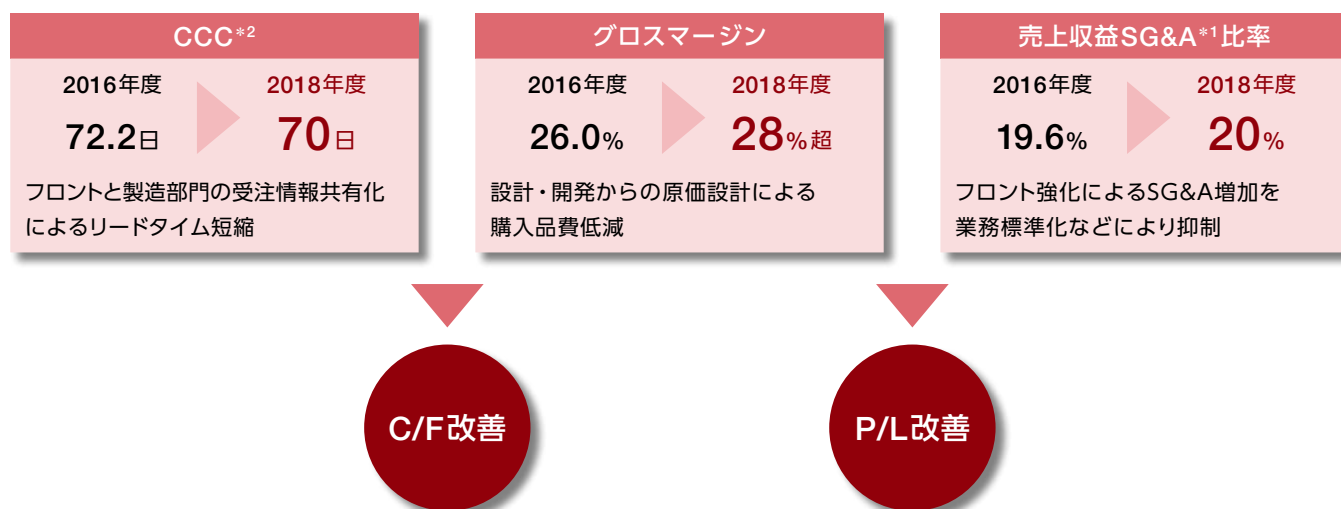 CCC*2
2016年度
2018年度
72.2日
70日
フロントと製造部門の受注情報共有化
によるリードタイム短縮
グロスマージン
2016年度
2018年度
26.0%
28%超
設計・開発からの原価設計による
購入品費低減
売上収益SG&A*1比率
2016年度
2018年度
19.6%
20%
フロント強化によるSG&A増加を
業務標準化などにより抑制
C/F改善
P/L改善